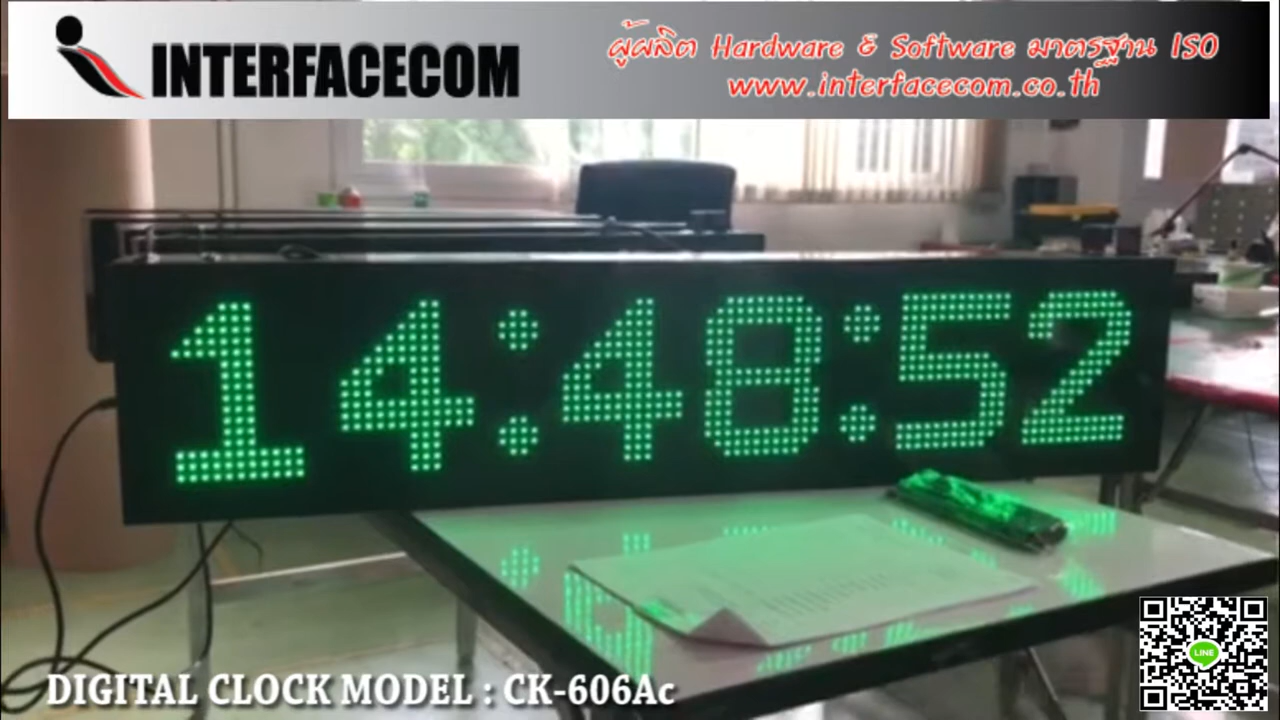 INTERFACECOM
ผู้ผลิต Hardware & Software มาตรฐาน ISO
www.interfacecom.co.th
14:48:52
DIGITAL CLOCK MODEL : CK-606Ac
LINE